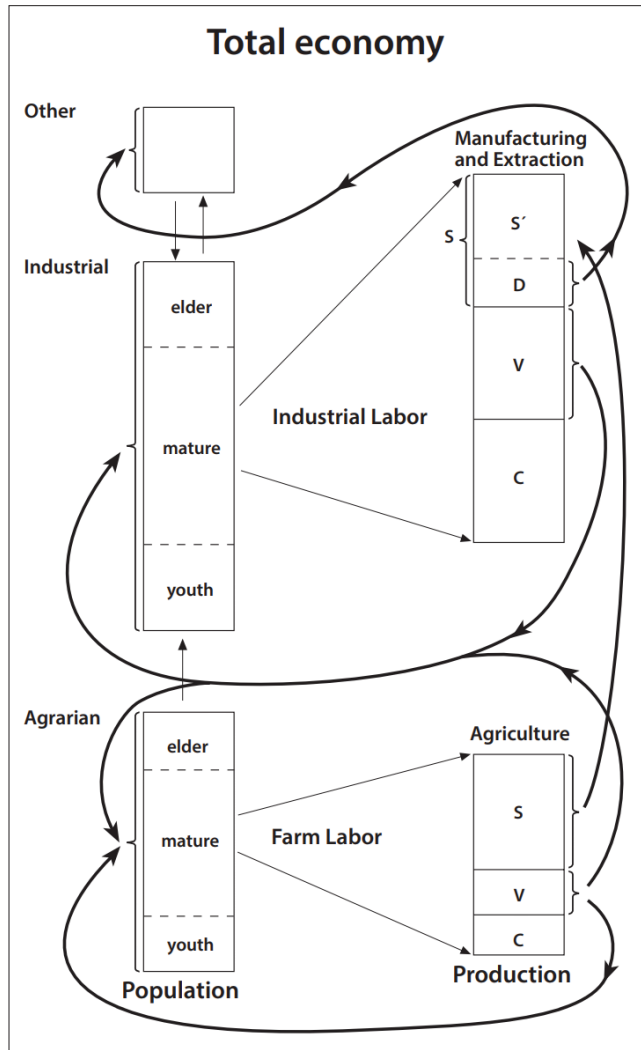 Total economy
Other
Manufacturing
and Extraction
S
S´
D
V
C
Industrial
elder
mature
youth
Industrial Labor
Agrarian
elder
mature
youth
Farm Labor
Agriculture
S
V
C
Population
Production